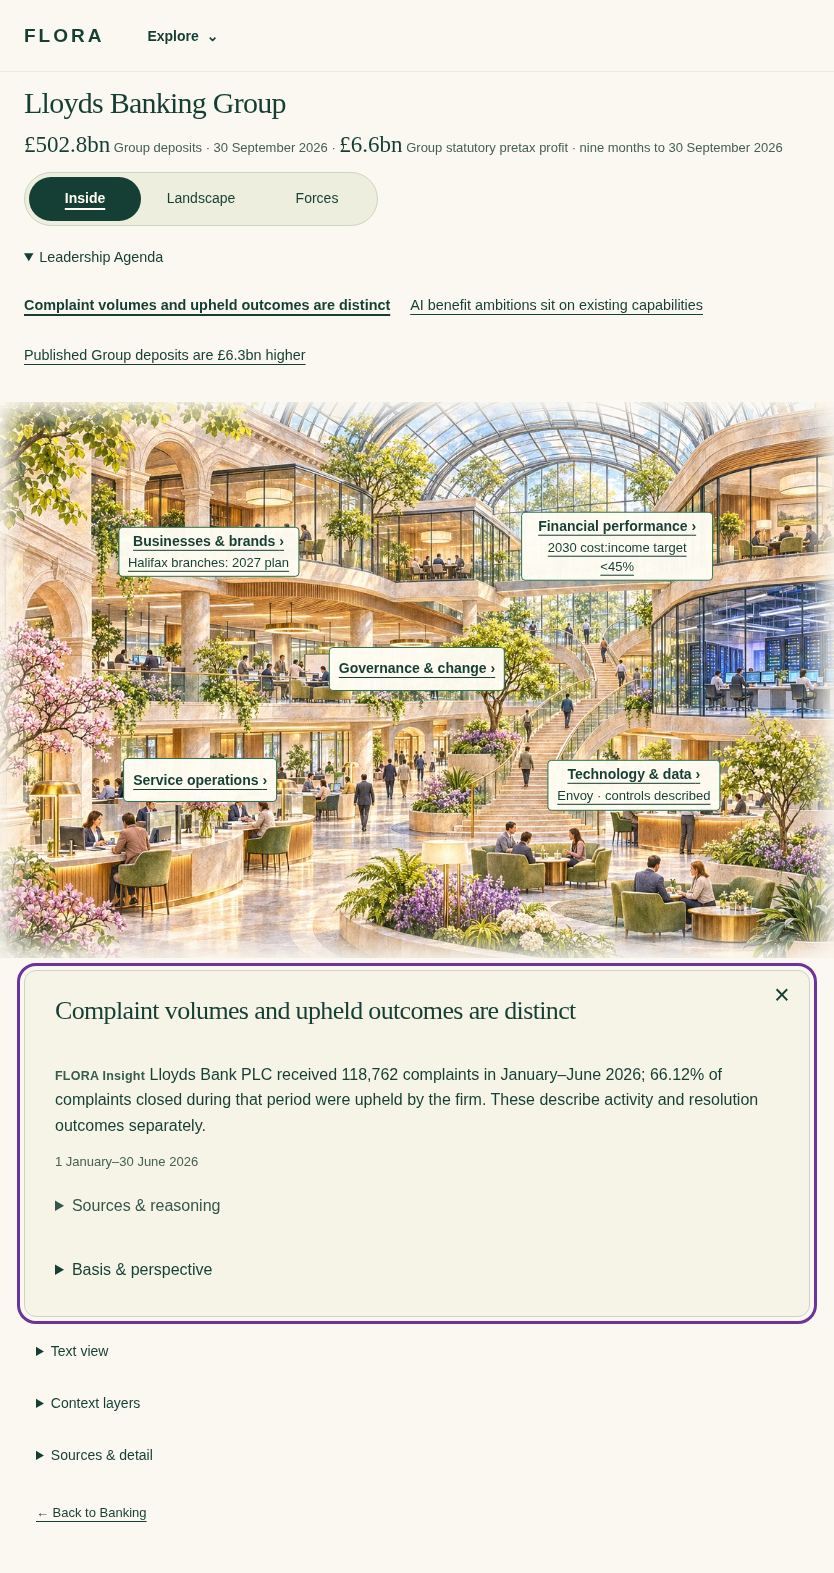 FLORA
Explore ⌄
Lloyds Banking Group
£502.8bn Group deposits · 30 September 2026 · £6.6bn Group statutory pretax profit · nine months to 30 September 2026
Inside
Landscape
Forces
▼ Leadership Agenda
Complaint volumes and upheld outcomes are distinct
AI benefit ambitions sit on existing capabilities
Published Group deposits are £6.3bn higher
Businesses & brands ›
Halifax branches: 2027 plan
Financial performance ›
2030 cost:income target
<45%
Governance & change ›
Service operations ›
Technology & data ›
Envoy · controls described
Complaint volumes and upheld outcomes are distinct
✕
FLORA Insight Lloyds Bank PLC received 118,762 complaints in January–June 2026; 66.12% of
complaints closed during that period were upheld by the firm. These describe activity and resolution
outcomes separately.
1 January–30 June 2026
▶ Sources & reasoning
▶ Basis & perspective
▶ Text view
▶ Context layers
▶ Sources & detail
← Back to Banking